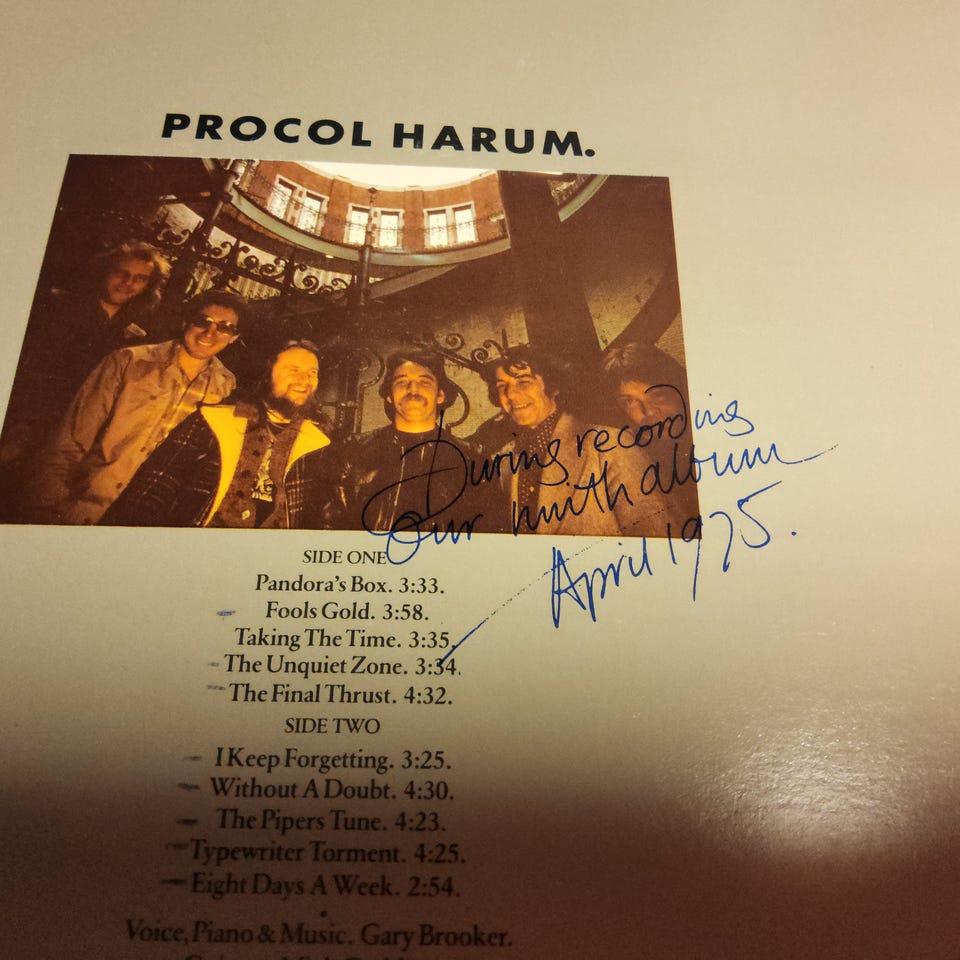 PROCOL HARUM.
During recording
Our ninth album
April 1975.
SIDE ONE
Pandora's Box. 3:33.
Fools Gold. 3:58.
Taking The Time. 3:35.
The Unquiet Zone. 3:34.
The Final Thrust. 4:32.
SIDE TWO
I Keep Forgetting. 3:25.
Without A Doubt. 4:30.
The Pipers Tune. 4:23.
Typewriter Torment. 4:25.
Eight Days A Week. 2:54.
Voice, Piano & Music. Gary Brooker.